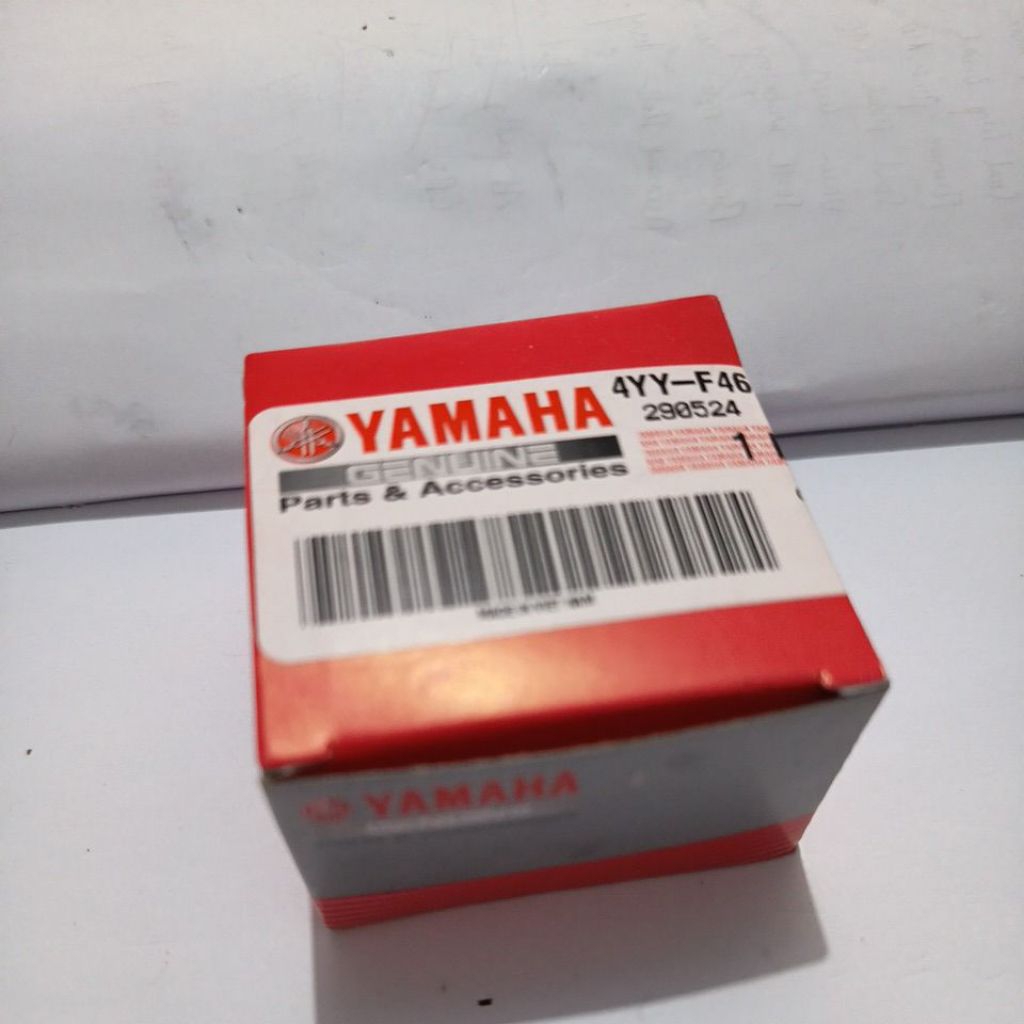 YAMAHA
GENUINE
Parts & Accessories
4YY-F46
290524
1
YAMAHA